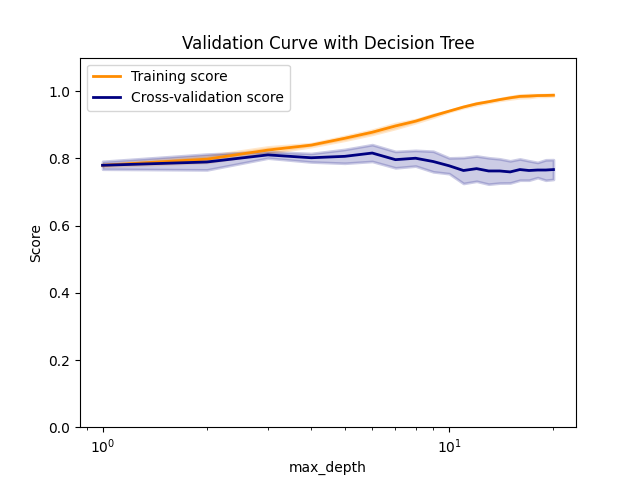 Validation Curve with Decision Tree
Training score
Cross-validation score
1.0
0.8
0.6
0.4
0.2
0.0
Score
10⁰
10¹
max_depth